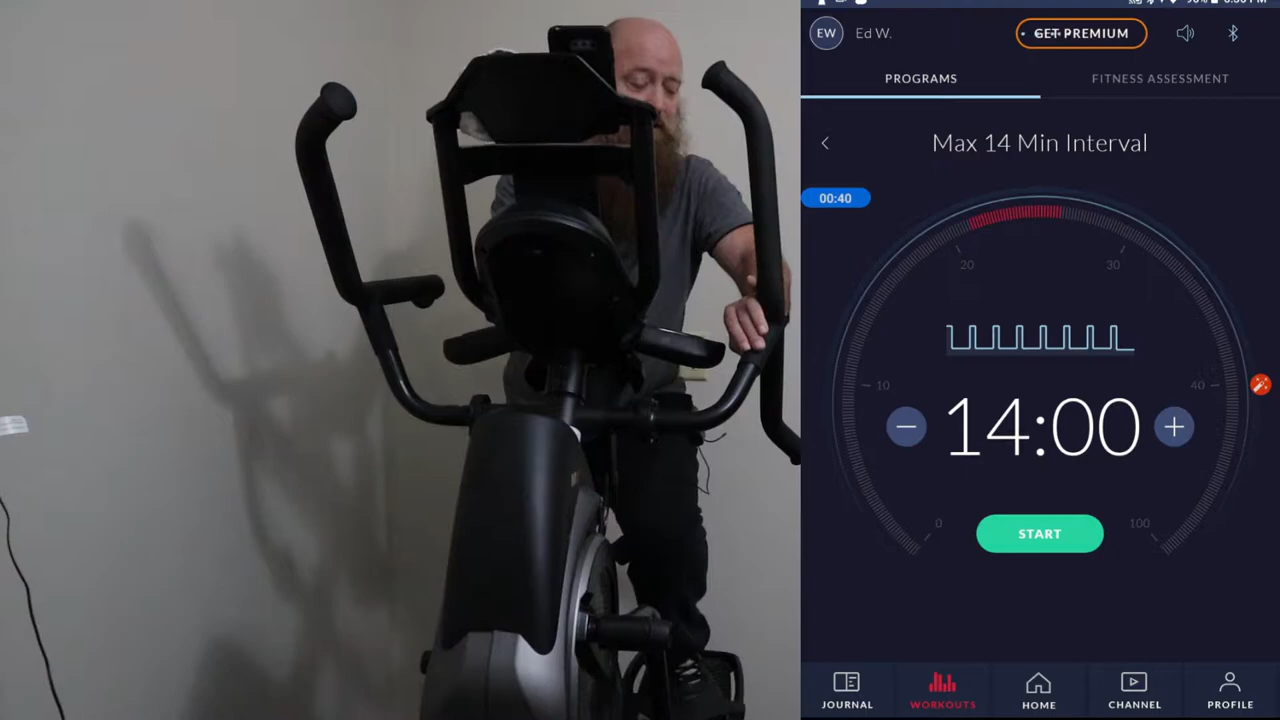 EW Ed W. GET PREMIUM
PROGRAMS FITNESS ASSESSMENT
Max 14 Min Interval
00:40
20 30
10 40
14:00
0 100
START
JOURNAL WORKOUTS HOME CHANNEL PROFILE